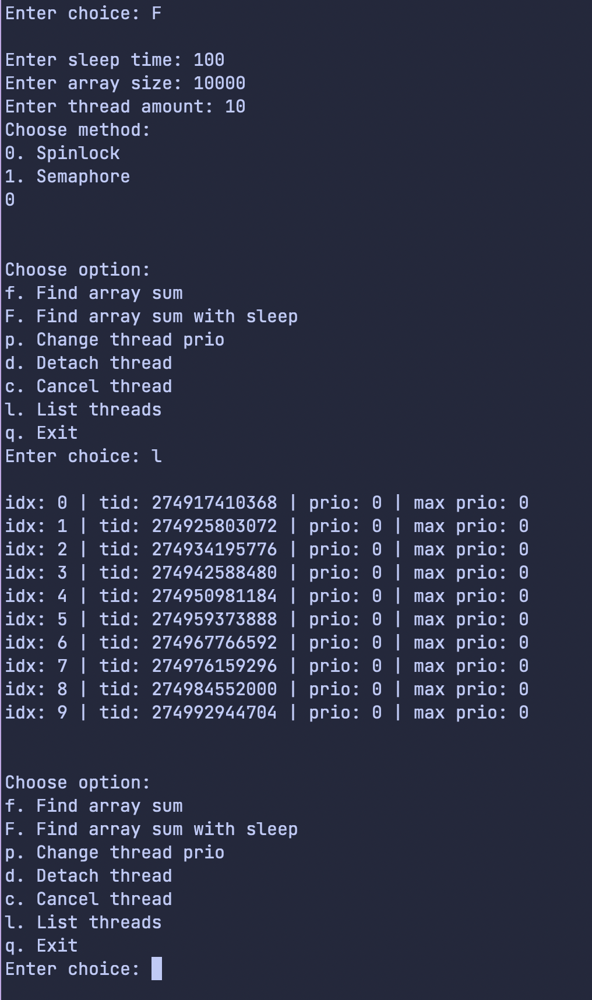 Enter choice: F
Enter sleep time: 100
Enter array size: 10000
Enter thread amount: 10
Choose method:
0. Spinlock
1. Semaphore
0
Choose option:
f. Find array sum
F. Find array sum with sleep
p. Change thread prio
d. Detach thread
c. Cancel thread
l. List threads
q. Exit
Enter choice: l
idx: 0 | tid: 274917410368 | prio: 0 | max prio: 0
idx: 1 | tid: 274925803072 | prio: 0 | max prio: 0
idx: 2 | tid: 274934195776 | prio: 0 | max prio: 0
idx: 3 | tid: 274942588480 | prio: 0 | max prio: 0
idx: 4 | tid: 274950981184 | prio: 0 | max prio: 0
idx: 5 | tid: 274959373888 | prio: 0 | max prio: 0
idx: 6 | tid: 274967766592 | prio: 0 | max prio: 0
idx: 7 | tid: 274976159296 | prio: 0 | max prio: 0
idx: 8 | tid: 274984552000 | prio: 0 | max prio: 0
idx: 9 | tid: 274992944704 | prio: 0 | max prio: 0
Choose option:
f. Find array sum
F. Find array sum with sleep
p. Change thread prio
d. Detach thread
c. Cancel thread
l. List threads
q. Exit
Enter choice: